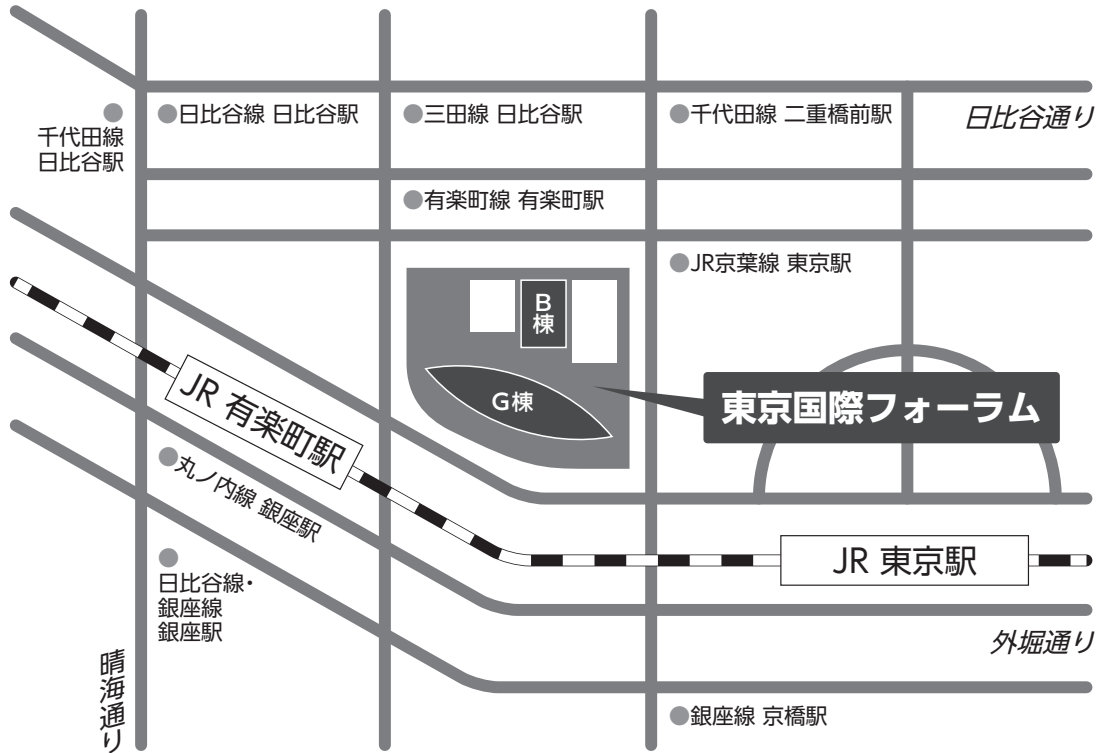 千代田線
日比谷駅
日比谷線 日比谷駅
三田線 日比谷駅
千代田線 二重橋前駅
日比谷通り
有楽町線 有楽町駅
JR京葉線 東京駅
B
棟
G棟
東京国際フォーラム
JR 有楽町駅
丸ノ内線 銀座駅
JR 東京駅
日比谷線・
銀座線
銀座駅
外堀通り
晴海通り
銀座線 京橋駅